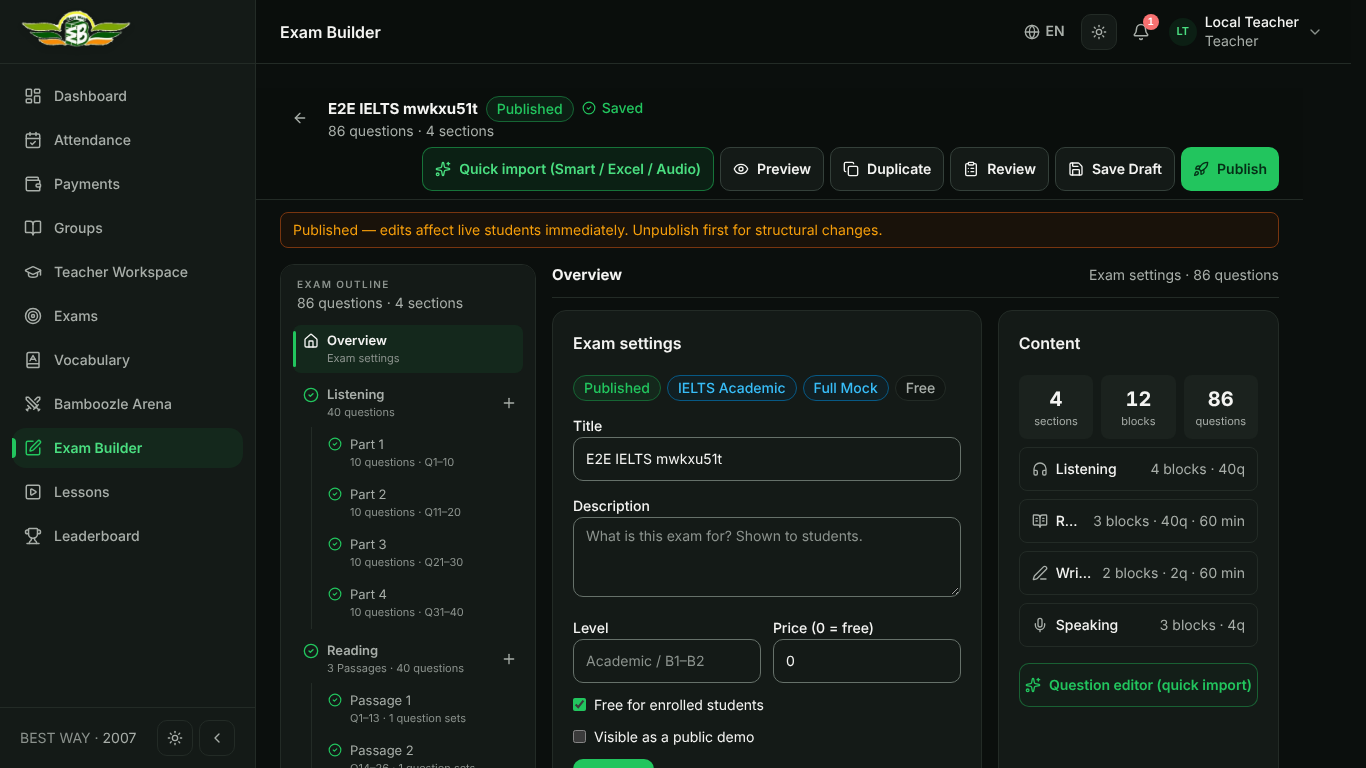 Exam Builder
EN
1
LT
Local Teacher
Teacher
Dashboard
Attendance
Payments
Groups
Teacher Workspace
Exams
Vocabulary
Bamboozle Arena
Exam Builder
Lessons
Leaderboard
BEST WAY · 2007
E2E IELTS mwkxu51t
Published
Saved
86 questions · 4 sections
Quick import (Smart / Excel / Audio)
Preview
Duplicate
Review
Save Draft
Publish
Published — edits affect live students immediately. Unpublish first for structural changes.
EXAM OUTLINE
86 questions · 4 sections
Overview
Exam settings
Listening
40 questions
Part 1
10 questions · Q1–10
Part 2
10 questions · Q11–20
Part 3
10 questions · Q21–30
Part 4
10 questions · Q31–40
Reading
3 Passages · 40 questions
Passage 1
Q1–13 · 1 question sets
Passage 2
Q14–26 · 1 question sets
Overview
Exam settings · 86 questions
Exam settings
Published
IELTS Academic
Full Mock
Free
Title
E2E IELTS mwkxu51t
Description
What is this exam for? Shown to students.
Level
Price (0 = free)
Academic / B1–B2
0
Free for enrolled students
Visible as a public demo
Content
4
sections
12
blocks
86
questions
Listening
4 blocks · 40q
R...
3 blocks · 40q · 60 min
Wri...
2 blocks · 2q · 60 min
Speaking
3 blocks · 4q
Question editor (quick import)